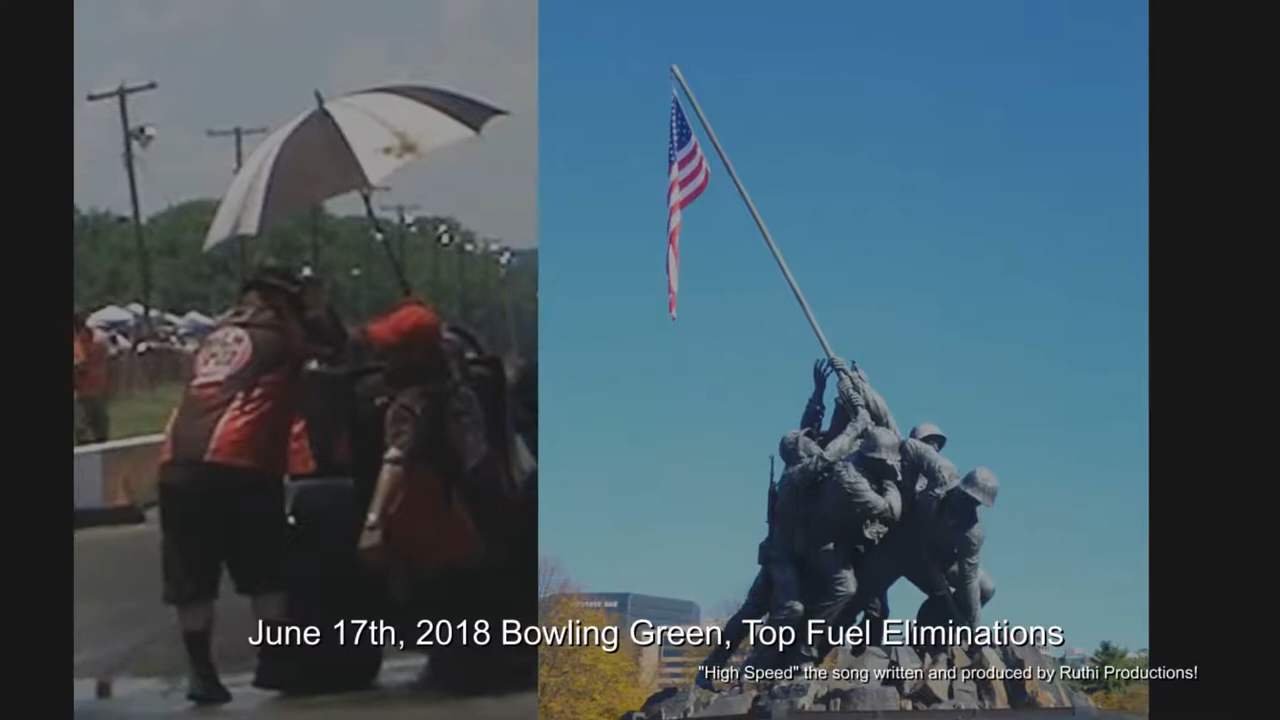 June 17th, 2018 Bowling Green, Top Fuel Eliminations
"High Speed" the song written and produced by Ruthi Productions!